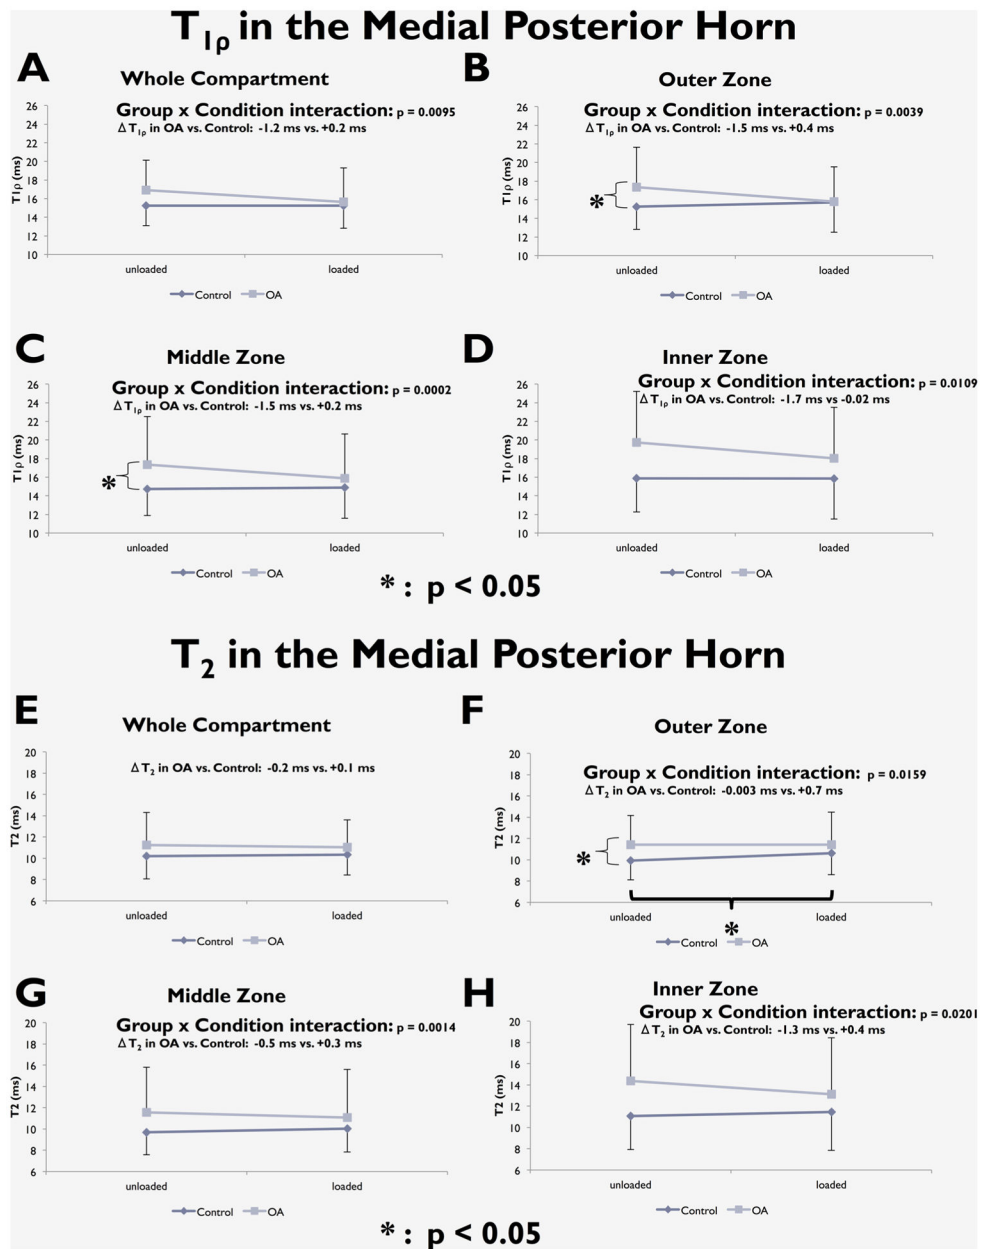 T1ρ in the Medial Posterior Horn
A
Whole Compartment
Group x Condition interaction: p = 0.0095
Δ T1ρ in OA vs. Control: -1.2 ms vs. +0.2 ms
T1ρ (ms)
26
24
22
20
18
16
14
12
10
unloaded loaded
Control OA
B
Outer Zone
Group x Condition interaction: p = 0.0039
Δ T1ρ in OA vs. Control: -1.5 ms vs. +0.4 ms
T1ρ (ms)
26
24
22
20
18
16
14
12
10
*
unloaded loaded
Control OA
C
Middle Zone
Group x Condition interaction: p = 0.0002
Δ T1ρ in OA vs. Control: -1.5 ms vs. +0.2 ms
T1ρ (ms)
26
24
22
20
18
16
14
12
10
*
unloaded loaded
Control OA
D
Inner Zone
Group x Condition interaction: p = 0.0109
Δ T1ρ in OA vs. Control: -1.7 ms vs -0.02 ms
T1ρ (ms)
26
24
22
20
18
16
14
12
10
unloaded loaded
Control OA
* : p < 0.05
T2 in the Medial Posterior Horn
E
Whole Compartment
Δ T2 in OA vs. Control: -0.2 ms vs. +0.1 ms
T2 (ms)
20
18
16
14
12
10
8
6
unloaded loaded
Control OA
F
Outer Zone
Group x Condition interaction: p = 0.0159
Δ T2 in OA vs. Control: -0.003 ms vs. +0.7 ms
T2 (ms)
20
18
16
14
12
10
8
6
*
unloaded loaded
*
Control OA
G
Middle Zone
Group x Condition interaction: p = 0.0014
Δ T2 in OA vs. Control: -0.5 ms vs. +0.3 ms
T2 (ms)
20
18
16
14
12
10
8
6
unloaded loaded
Control OA
H
Inner Zone
Group x Condition interaction: p = 0.0201
Δ T2 in OA vs. Control: -1.3 ms vs. +0.4 ms
T2 (ms)
20
18
16
14
12
10
8
6
unloaded loaded
Control OA
* : p < 0.05